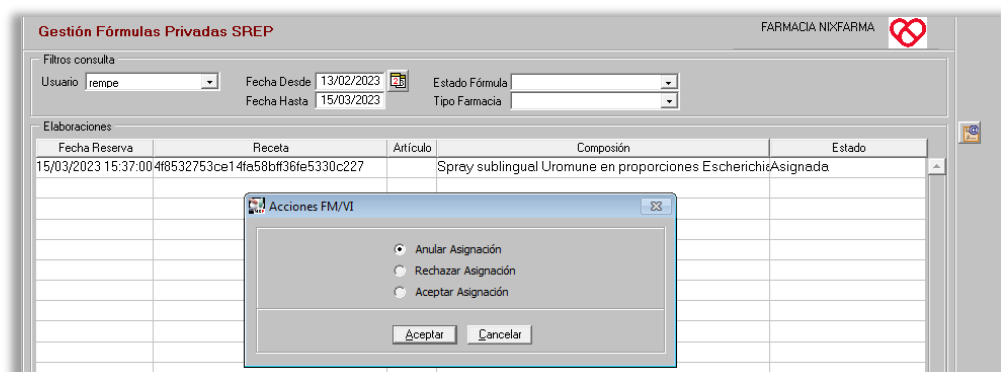 Gestión Fórmulas Privadas SREP
FARMACIA NIXFARMA
Filtros consulta
Usuario rempe Fecha Desde 13/02/2023 Estado Fórmula
Fecha Hasta 15/03/2023 Tipo Farmacia
Elaboraciones
Fecha Reserva Receta Artículo Composión Estado
15/03/2023 15:37:00 4f8532753ce14fa58bff36fe5330c227 Spray sublingual Uromune en proporciones Escherichia Asignada
Acciones FM/VI
Anular Asignación
Rechazar Asignación
Aceptar Asignación
Aceptar Cancelar